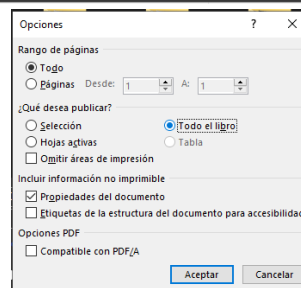 Opciones ? ×
Rango de páginas
Todo
Páginas Desde: 1 A: 1
¿Qué desea publicar?
Selección Todo el libro
Hojas activas Tabla
Omitir áreas de impresión
Incluir información no imprimible
Propiedades del documento
Etiquetas de la estructura del documento para accesibilidad
Opciones PDF
Compatible con PDF/A
Aceptar Cancelar